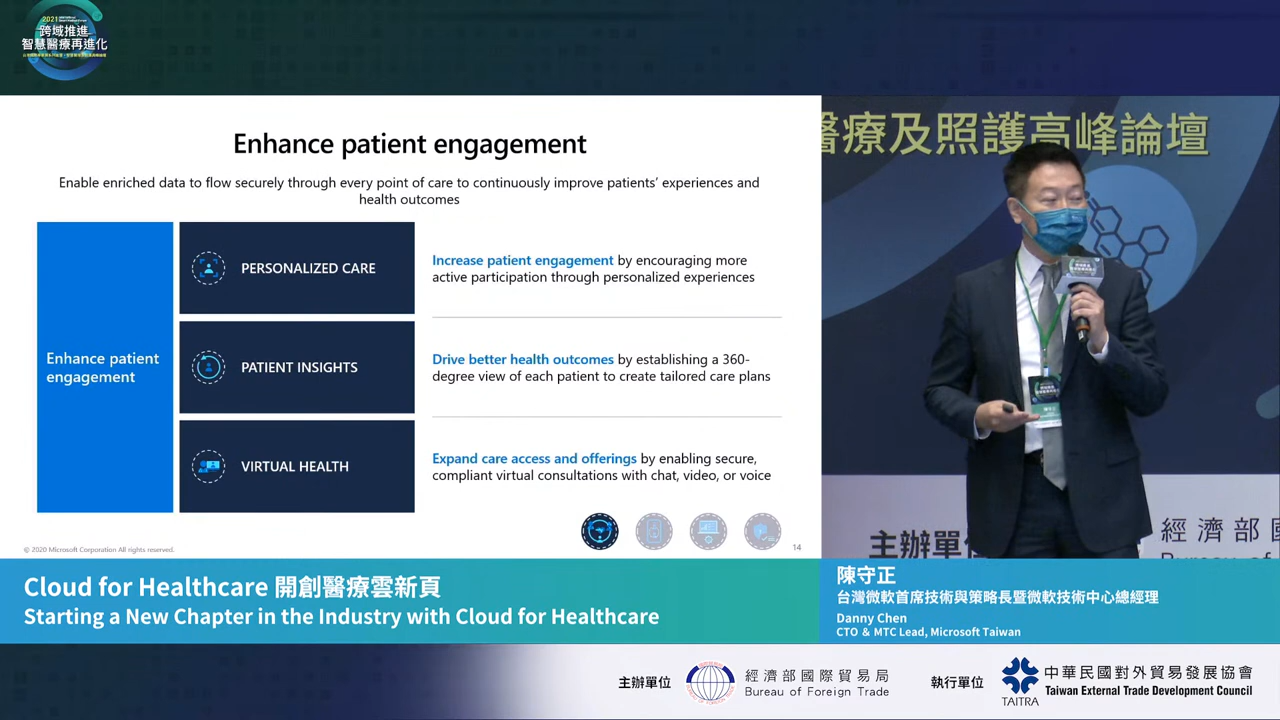 2021
跨域推進
智慧醫療再進化
Enhance patient engagement
Enable enriched data to flow securely through every point of care to continuously improve patients’ experiences and
health outcomes
Enhance patient
engagement
PERSONALIZED CARE
Increase patient engagement by encouraging more
active participation through personalized experiences
PATIENT INSIGHTS
Drive better health outcomes by establishing a 360-
degree view of each patient to create tailored care plans
VIRTUAL HEALTH
Expand care access and offerings by enabling secure,
compliant virtual consultations with chat, video, or voice
© 2020 Microsoft Corporation All rights reserved.
14
醫療及照護高峰論壇
主辦單
經濟部
Bureau of
Cloud for Healthcare 開創醫療雲新頁
Starting a New Chapter in the Industry with Cloud for Healthcare
陳守正
台灣微軟首席技術與策略長暨微軟技術中心總經理
Danny Chen
CTO & MTC Lead, Microsoft Taiwan
主辦單位
經濟部國際貿易局
Bureau of Foreign Trade
執行單位
TAITRA
中華民國對外貿易發展協會
Taiwan External Trade Development Council